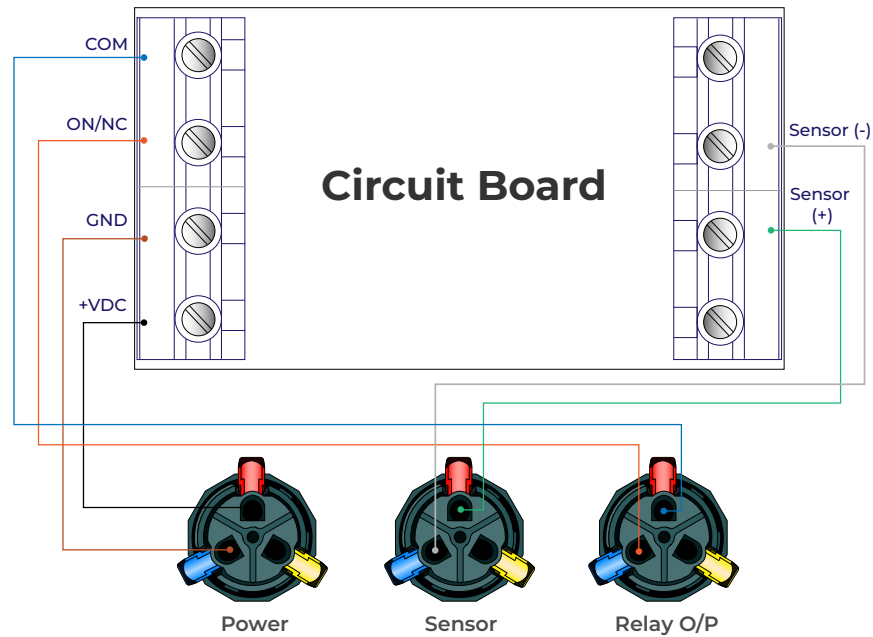 COM
ON/NC
GND
+VDC
Circuit Board
Sensor (-)
Sensor
(+)
Power
Sensor
Relay O/P